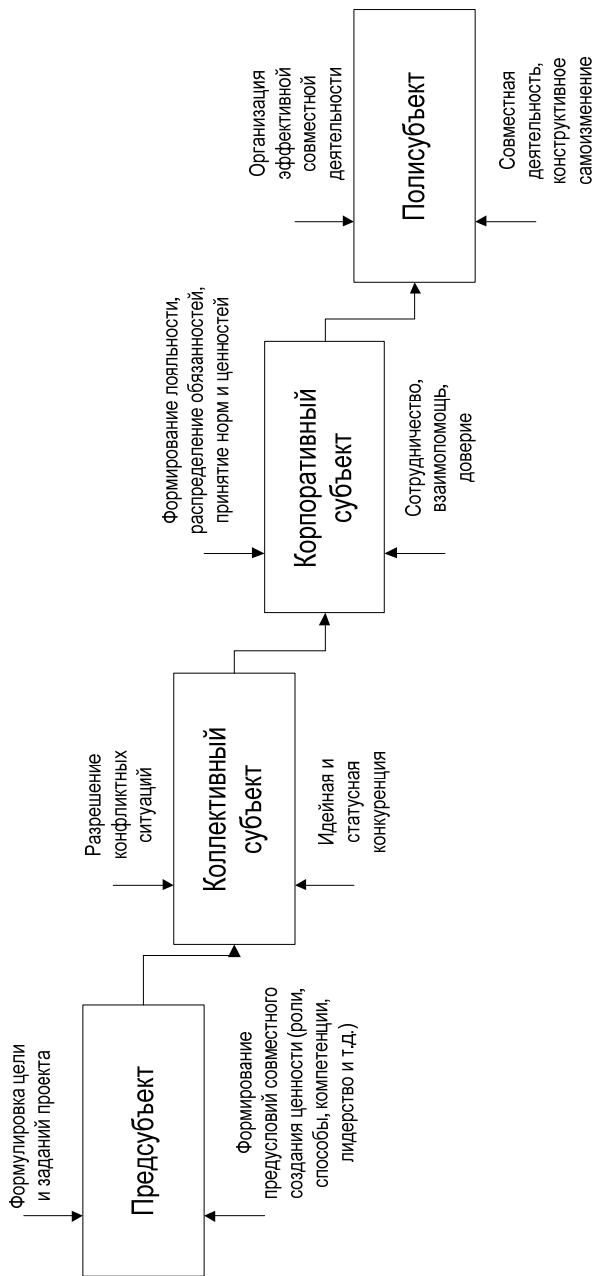 Формулировка цели
и заданий проекта
Предсубъект
Формирование
предусловий совместного
создания ценности (роли,
способы, компетенции,
лидерство и т.д.)
Разрешение
конфликтных
ситуаций
Коллективный
субъект
Идейная и
статусная
конкуренция
Формирование лояльности,
распределение обязанностей,
принятие норм и ценностей
Корпоративный
субъект
Сотрудничество,
взаимопомощь,
доверие
Организация
эффективной
совместной
деятельности
Полисубъект
Совместная
деятельность,
конструктивное
самоизменение